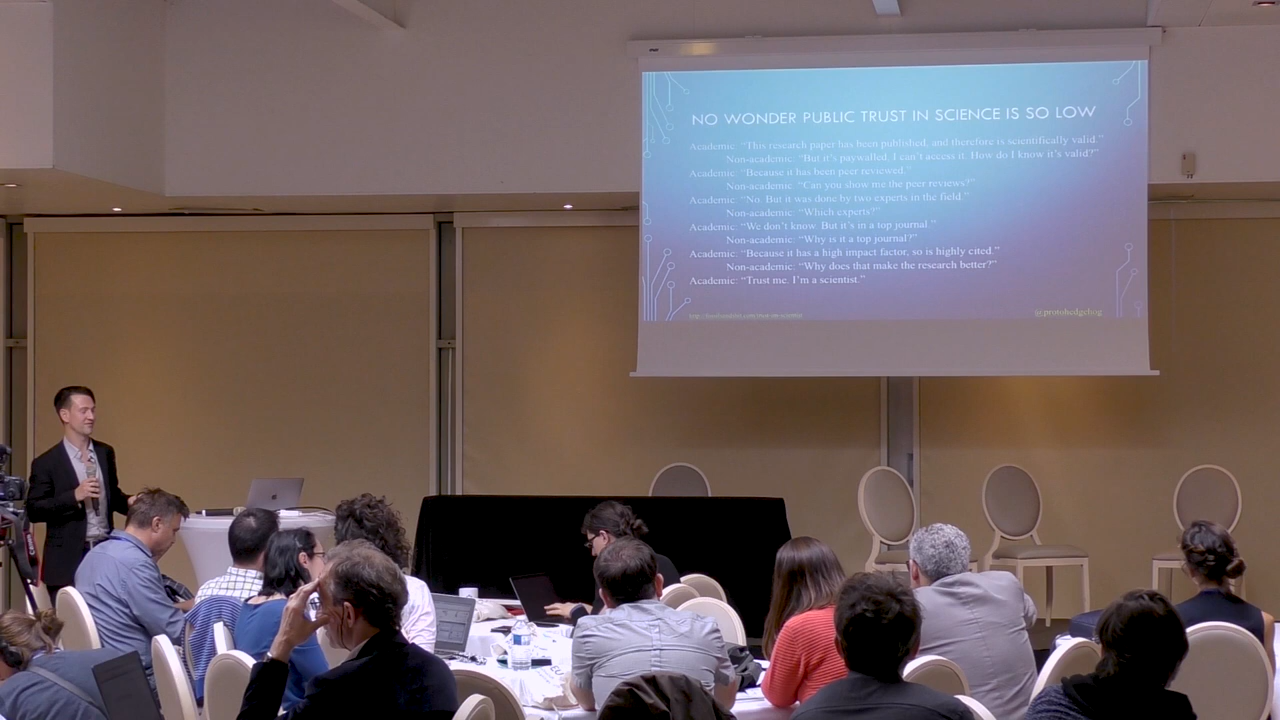 NO WONDER PUBLIC TRUST IN SCIENCE IS SO LOW
Academic: “This research paper has been published, and therefore is scientifically valid.”
Non-academic: “But it’s paywalled, I can’t access it. How do I know it’s valid?”
Academic: “Because it has been peer reviewed.”
Non-academic: “Can you show me the peer reviews?”
Academic: “No. But it was done by two experts in the field.”
Non-academic: “Which experts?”
Academic: “We don’t know. But it’s in a top journal.”
Non-academic: “Why is it a top journal?”
Academic: “Because it has a high impact factor, so is highly cited.”
Non-academic: “Why does that make the research better?”
Academic: “Trust me. I’m a scientist.”
@protohedgehog